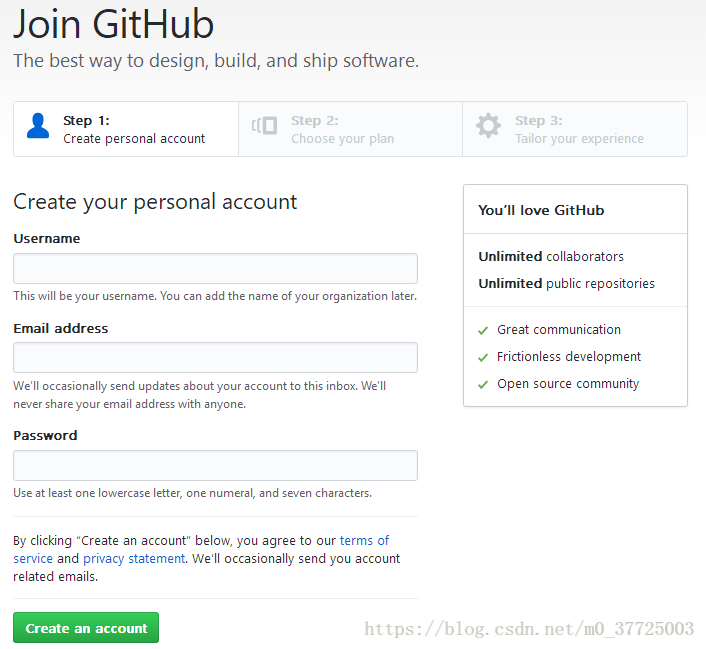 Join GitHub
The best way to design, build, and ship software.
Step 1:
Create personal account
Step 2:
Choose your plan
Step 3:
Tailor your experience
Create your personal account
Username
This will be your username. You can add the name of your organization later.
Email address
We’ll occasionally send updates about your account to this inbox. We’ll
never share your email address with anyone.
Password
Use at least one lowercase letter, one numeral, and seven characters.
By clicking “Create an account” below, you agree to our terms of
service and privacy statement. We’ll occasionally send you account
related emails.
Create an account
You’ll love GitHub
Unlimited collaborators
Unlimited public repositories
Great communication
Frictionless development
Open source community
https://blog.csdn.net/m0_37725003